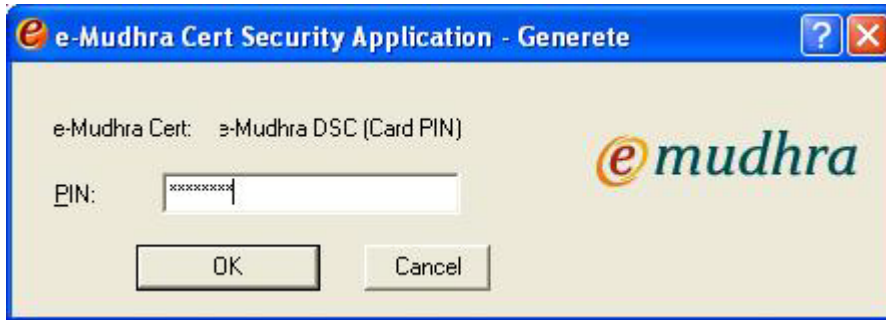 e e-Mudhra Cert Security Application - Generete ? X
e-Mudhra Cert: e-Mudhra DSC (Card PIN)
emudhra
PIN: ********
OK Cancel